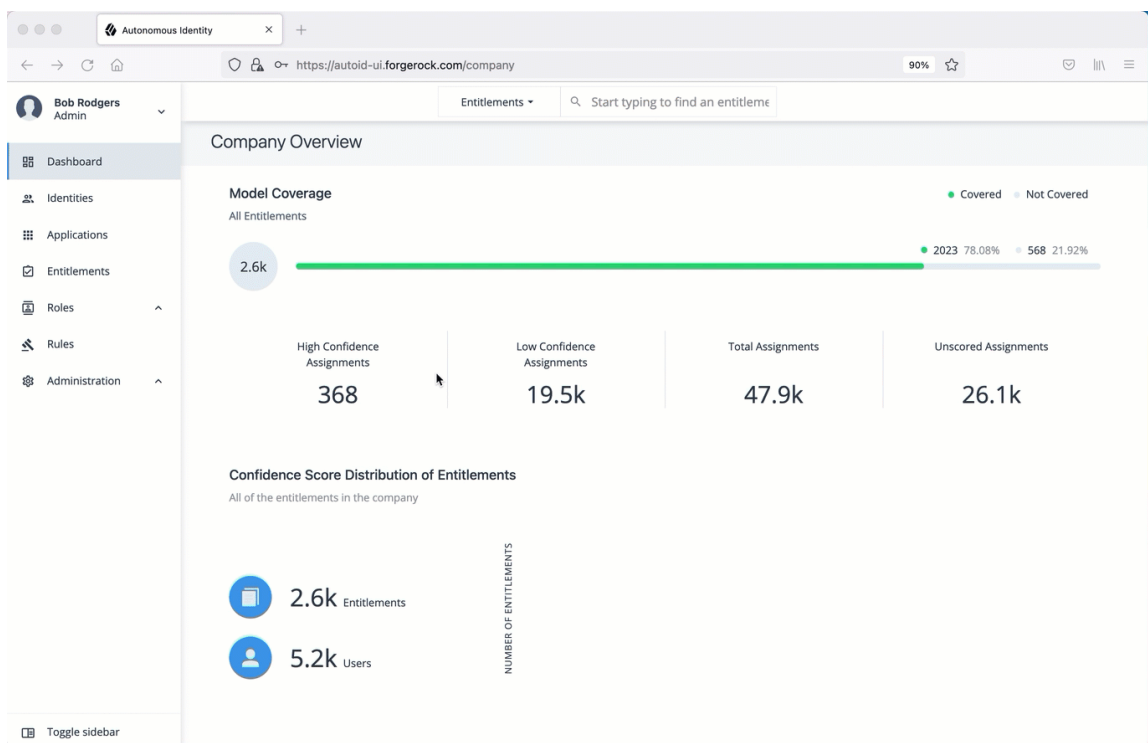 Autonomous Identity
https://autoid-ui.forgerock.com/company
90%
Bob Rodgers
Admin
Entitlements
Start typing to find an entitleme
Company Overview
Dashboard
Identities
Applications
Entitlements
Roles
Rules
Administration
Toggle sidebar
Model Coverage
Covered Not Covered
All Entitlements
2023 78.08% 568 21.92%
2.6k
High Confidence
Assignments
368
Low Confidence
Assignments
19.5k
Total Assignments
47.9k
Unscored Assignments
26.1k
Confidence Score Distribution of Entitlements
All of the entitlements in the company
2.6k Entitlements
5.2k Users
NUMBER OF ENTITLEMENTS